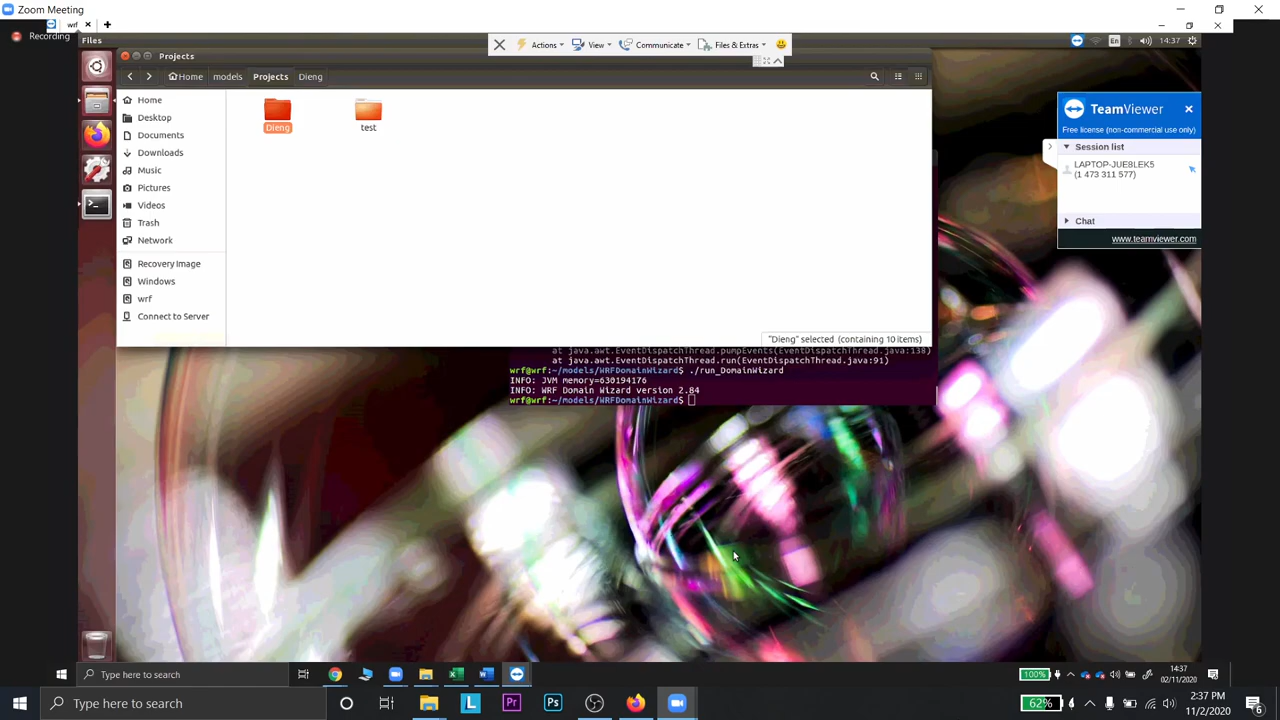 Zoom Meeting
wrf
Recording
Files
Actions
View
Communicate
Files & Extras
En
14:37
Projects
Home
models
Projects
Dieng
Home
Desktop
Documents
Downloads
Music
Pictures
Videos
Trash
Network
Recovery Image
Windows
wrf
Connect to Server
Dieng
test
"Dieng" selected (containing 10 items)
TeamViewer
Free license (non-commercial use only)
Session list
LAPTOP-JUE8LEK5
(1 473 311 577)
Chat
www.teamviewer.com
at java.awt.EventDispatchThread.pumpEvents(EventDispatchThread.java:138)
at java.awt.EventDispatchThread.run(EventDispatchThread.java:91)
wrf@wrf:~/models/WRFDomainWizard$ ./run_DomainWizard
INFO: JVM memory=630194176
INFO: WRF Domain Wizard version 2.84
wrf@wrf:~/models/WRFDomainWizard$
Type here to search
100%
14:37
02/11/2020
Type here to search
L
Pr
Ps
62%
2:37 PM
11/2/2020
6